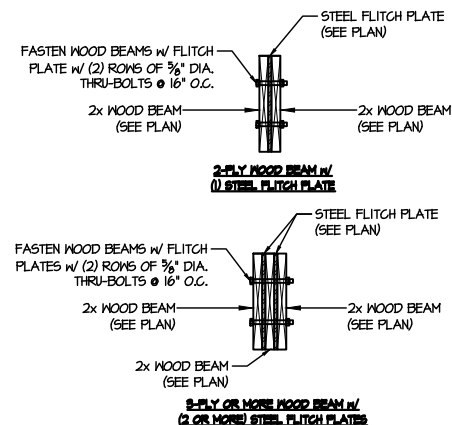 STEEL FLITCH PLATE
(SEE PLAN)
FASTEN WOOD BEAMS W/ FLITCH
PLATE W/ (2) ROWS OF 5/8" DIA.
THRU-BOLTS @ 16" O.C.
2x WOOD BEAM
(SEE PLAN)
2x WOOD BEAM
(SEE PLAN)
2-PLY WOOD BEAM W/
(1) STEEL FLITCH PLATE
STEEL FLITCH PLATE
(SEE PLAN)
FASTEN WOOD BEAMS W/ FLITCH
PLATES W/ (2) ROWS OF 5/8" DIA.
THRU-BOLTS @ 16" O.C.
2x WOOD BEAM
(SEE PLAN)
2x WOOD BEAM
(SEE PLAN)
2x WOOD BEAM
(SEE PLAN)
3-PLY OR MORE WOOD BEAM W/
(2 OR MORE) STEEL FLITCH PLATES